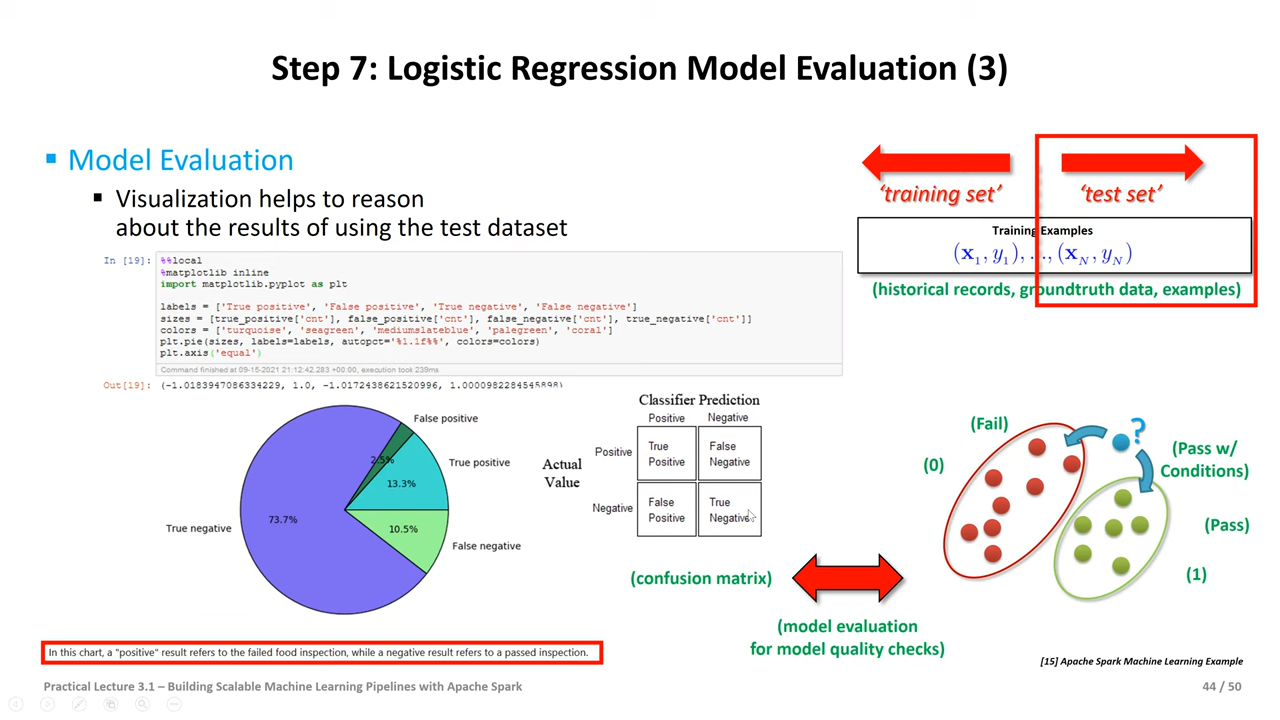 Step 7: Logistic Regression Model Evaluation (3)
Model Evaluation
Visualization helps to reason
about the results of using the test dataset
In [19]:
%%local
%matplotlib inline
import matplotlib.pyplot as plt
labels = ['True positive', 'False positive', 'True negative', 'False negative']
sizes = [true_positive['cnt'], false_positive['cnt'], false_negative['cnt'], true_negative['cnt']]
colors = ['turquoise', 'seagreen', 'mediumslateblue', 'palegreen', 'coral']
plt.pie(sizes, labels=labels, autopct='%1.1f%%', colors=colors)
plt.axis('equal')
Command finished at 09-15-2021 21:12:42.283 +00:00, execution took 239ms
Out[19]: (-1.0183947086334229, 1.0, -1.0172438621520996, 1.0000982284545898)
False positive
2.5%
True positive
13.3%
True negative
73.7%
10.5%
False negative
Classifier Prediction
Positive Negative
Actual
Value
Positive
True
Positive
False
Negative
Negative
False
Positive
True
Negative
(confusion matrix)
(model evaluation
for model quality checks)
'training set'
'test set'
Training Examples
(x1, y1), ..., (xN, yN)
(historical records, groundtruth data, examples)
(Fail)
(0)
?
(Pass w/
Conditions)
(Pass)
(1)
In this chart, a "positive" result refers to the failed food inspection, while a negative result refers to a passed inspection.
[15] Apache Spark Machine Learning Example
Practical Lecture 3.1 – Building Scalable Machine Learning Pipelines with Apache Spark
44 / 50